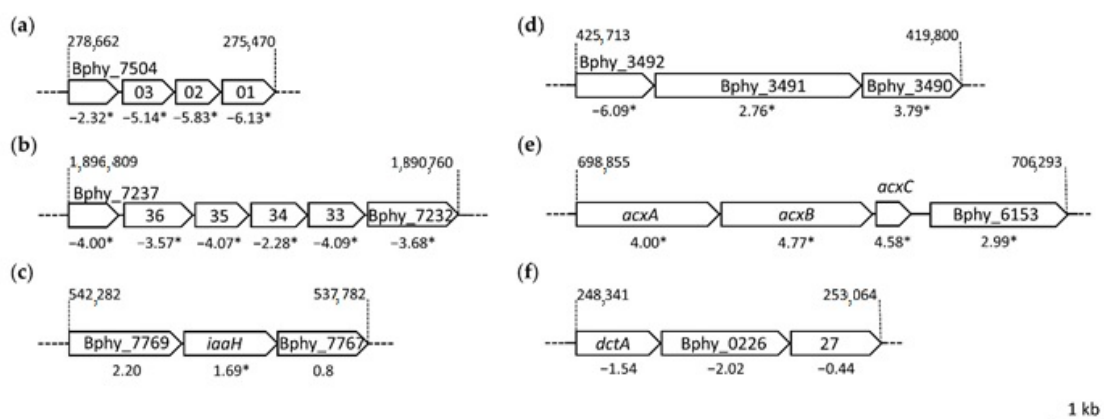 (a)
278,662 275,470
Bphy_7504
03 02 01
−2.32* −5.14* −5.83* −6.13*
(b)
1,896,809 1,890,760
Bphy_7237
36 35 34 33 Bphy_7232
−4.00* −3.57* −4.07* −2.28* −4.09* −3.68*
(c)
542,282 537,782
Bphy_7769 iaaH Bphy_7767
2.20 1.69* 0.8
(d)
425,713 419,800
Bphy_3492
Bphy_3491 Bphy_3490
−6.09* 2.76* 3.79*
(e)
698,855 706,293
acxC
acxA acxB Bphy_6153
4.00* 4.77* 4.58* 2.99*
(f)
248,341 253,064
dctA Bphy_0226 27
−1.54 −2.02 −0.44
1 kb